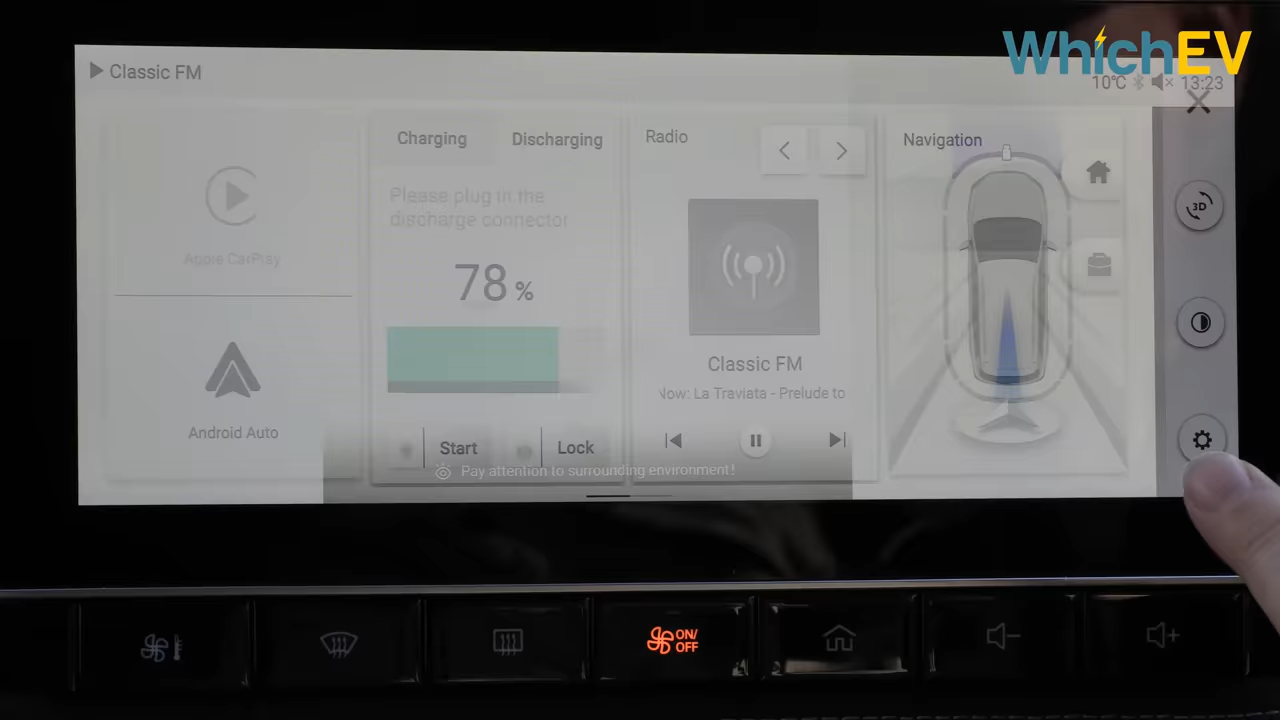 WhichEV
Classic FM
10°C 13:23
Charging Discharging
Radio
Navigation
Please plug in the
discharge connector
3D
Apple CarPlay
78 %
Classic FM
Now: La Traviata - Prelude to
Android Auto
Start Lock
Pay attention to surrounding environment!
ON/
OFF